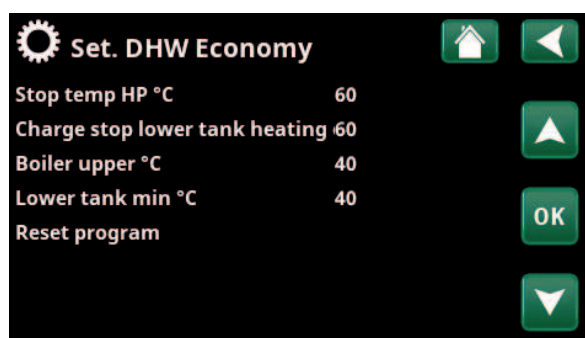 Set. DHW Economy
Stop temp HP °C 60
Charge stop lower tank heating 60
Boiler upper °C 40
Lower tank min °C 40
OK
Reset program